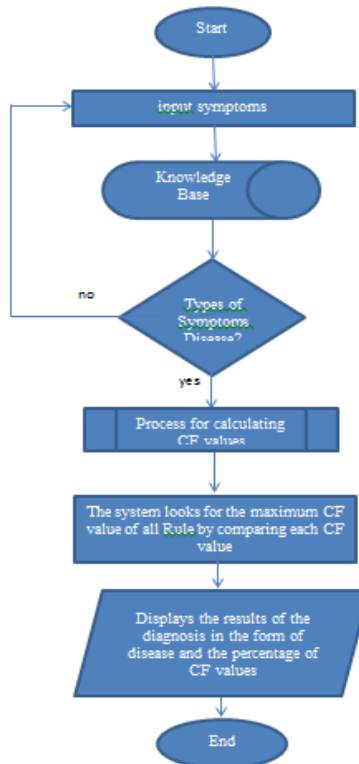 Start
input symptoms
Knowledge
Base
no
Types of
Symptoms
Disease?
yes
Process for calculating
CF values
The system looks for the maximum CF
value of all Rule by comparing each CF
value
Displays the results of the
diagnosis in the form of
disease and the percentage of
CF values
End